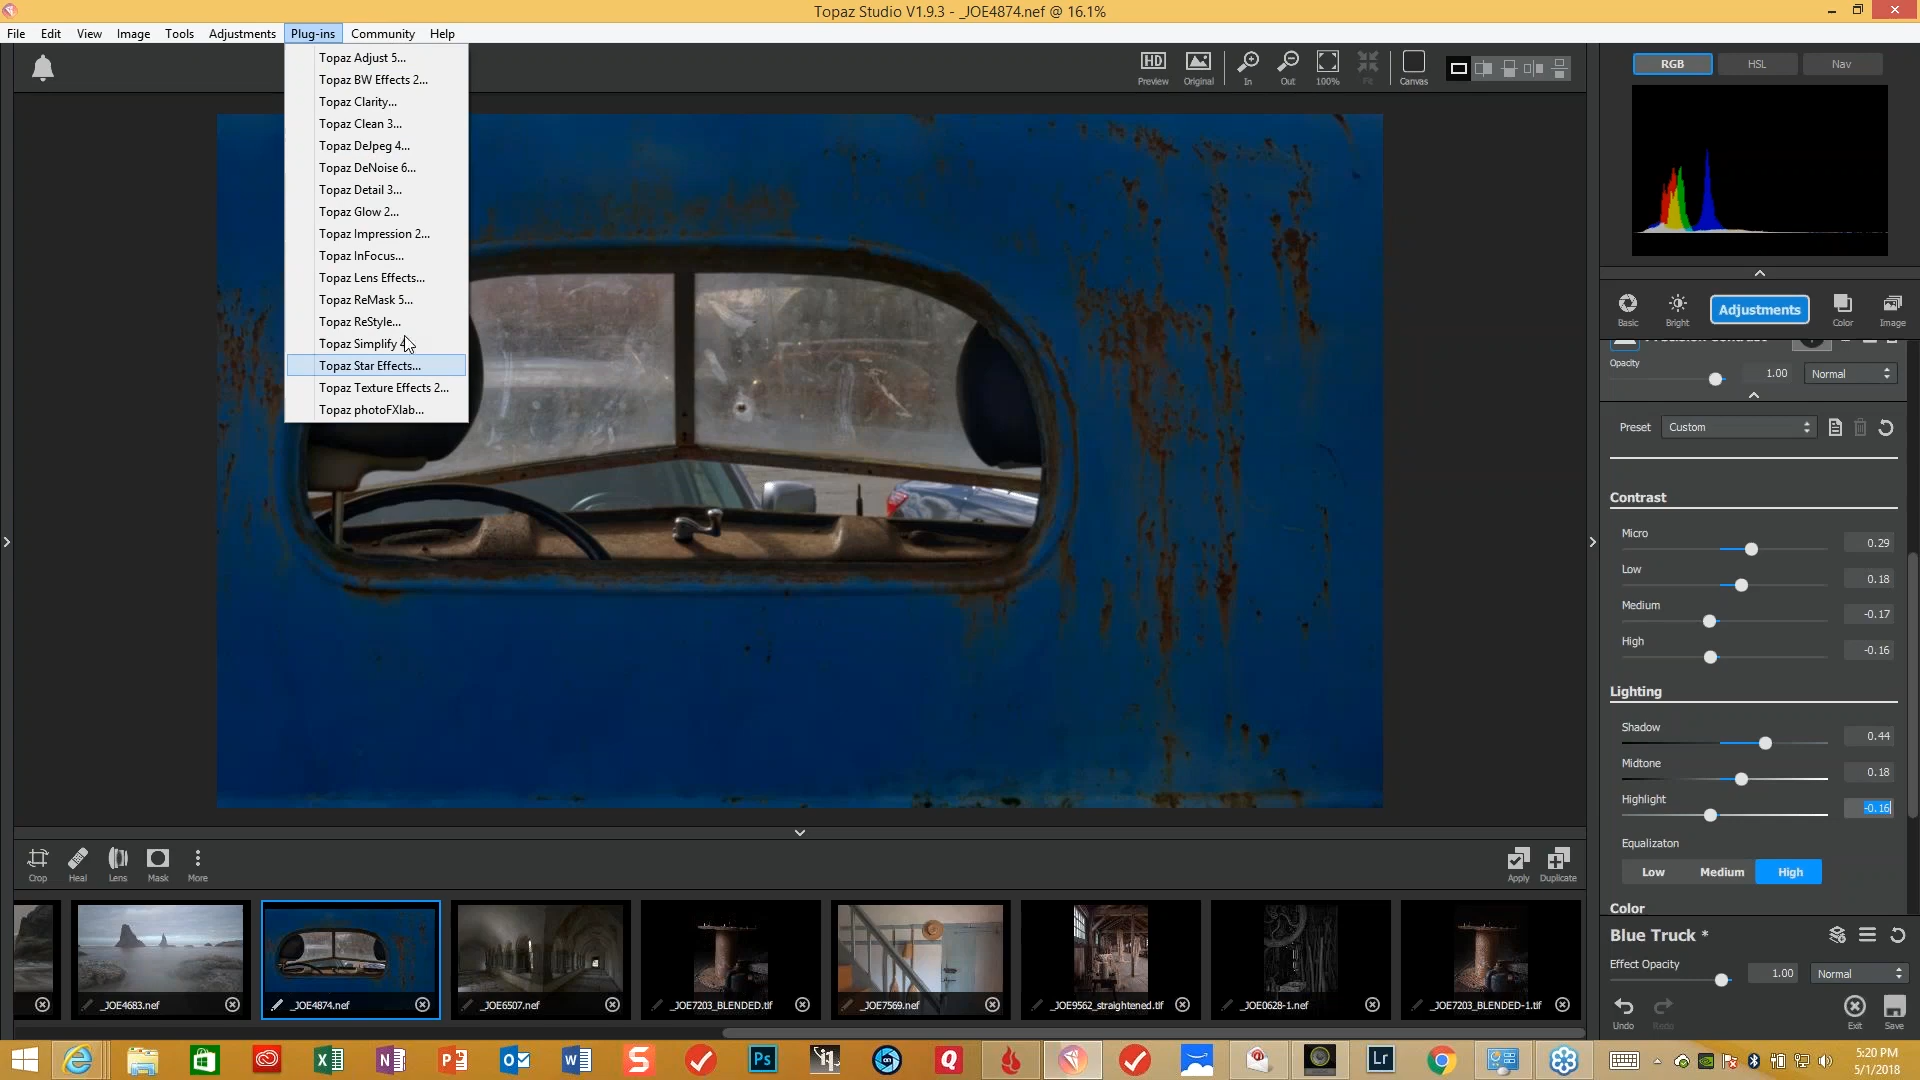 Topaz Studio V1.9.3 - _JOE4874.nef @ 16.1%
File Edit View Image Tools Adjustments Plug-ins Community Help
Topaz Adjust 5...
Topaz BW Effects 2...
Topaz Clarity...
Topaz Clean 3...
Topaz DeJpeg 4...
Topaz DeNoise 6...
Topaz Detail 3...
Topaz Glow 2...
Topaz Impression 2...
Topaz InFocus...
Topaz Lens Effects...
Topaz ReMask 5...
Topaz ReStyle...
Topaz Simplify
Topaz Star Effects...
Topaz Texture Effects 2...
Topaz photoFXlab...
HD
Preview Original In Out 100% Fit Canvas
RGB HSL Nav
Basic Bright Adjustments Color Image
Opacity 1.00 Normal
Preset Custom
Contrast
Micro 0.29
Low 0.18
Medium -0.17
High -0.16
Lighting
Shadow 0.44
Midtone 0.18
Highlight -0.16
Equalizaton
Low Medium High
Color
Blue Truck *
Effect Opacity 1.00 Normal
Undo Redo Exit Save
Crop Heal Lens Mask More Apply Duplicate
_JOE4683.nef _JOE4874.nef _JOE6507.nef _JOE7203_BLENDED.tif _JOE7569.nef _JOE9562_straightened.tif _JOE0628-1.nef _JOE7203_BLENDED-1.tif
Ps Lr
5:20 PM
5/1/2018